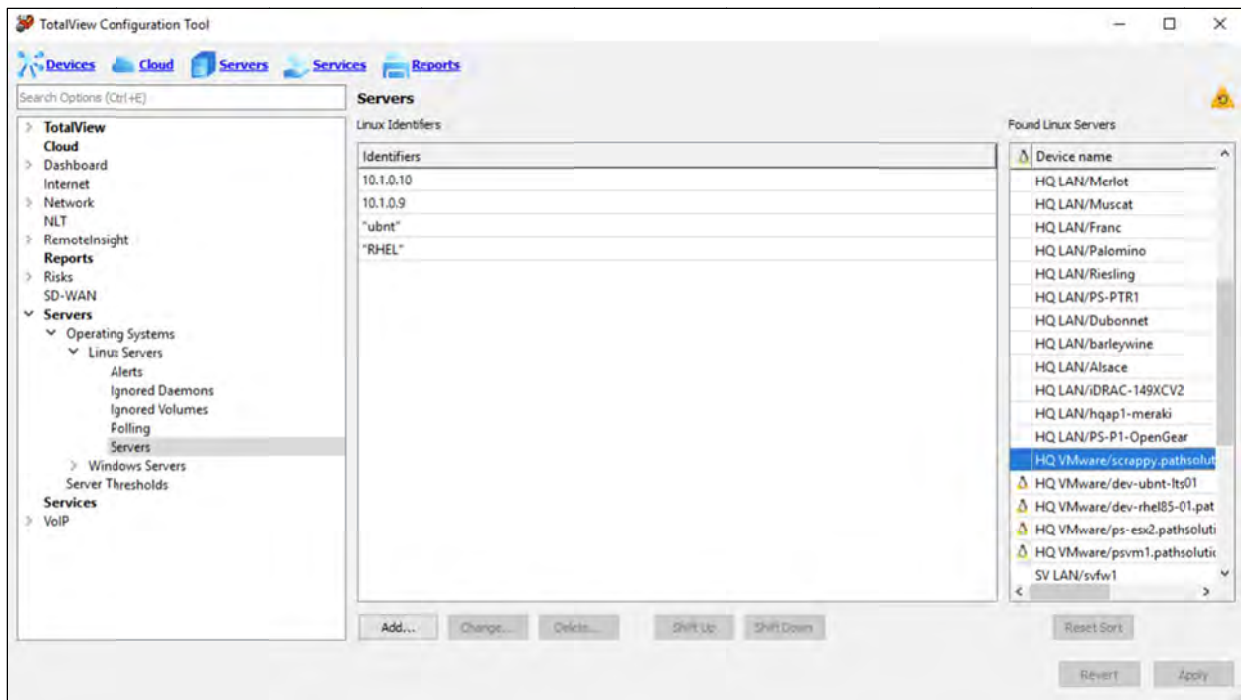 TotalView Configuration Tool
Devices Cloud Servers Services Reports
Search Options (Ctrl+E)
TotalView
Cloud
Dashboard
Internet
Network
NLT
RemoteInsight
Reports
Risks
SD-WAN
Servers
Operating Systems
Linux Servers
Alerts
Ignored Daemons
Ignored Volumes
Polling
Servers
Windows Servers
Server Thresholds
Services
VoIP
Servers
Linux Identifiers
Identifiers
10.1.0.10
10.1.0.9
"ubnt"
"RHEL"
Add... Change... Delete... Shift Up Shift Down
Found Linux Servers
Device name
HQ LAN/Merlot
HQ LAN/Muscat
HQ LAN/Franc
HQ LAN/Palomino
HQ LAN/Riesling
HQ LAN/PS-PTR1
HQ LAN/Dubonnet
HQ LAN/barleywine
HQ LAN/Alsace
HQ LAN/iDRAC-149XCV2
HQ LAN/hqap1-meraki
HQ LAN/PS-P1-OpenGear
HQ VMware/scrappy.pathsolut
HQ VMware/dev-ubnt-lts01
HQ VMware/dev-rhel85-01.pat
HQ VMware/ps-esx2.pathsoluti
HQ VMware/psvm1.pathsolutic
SV LAN/svfw1
Reset Sort
Revert Apply